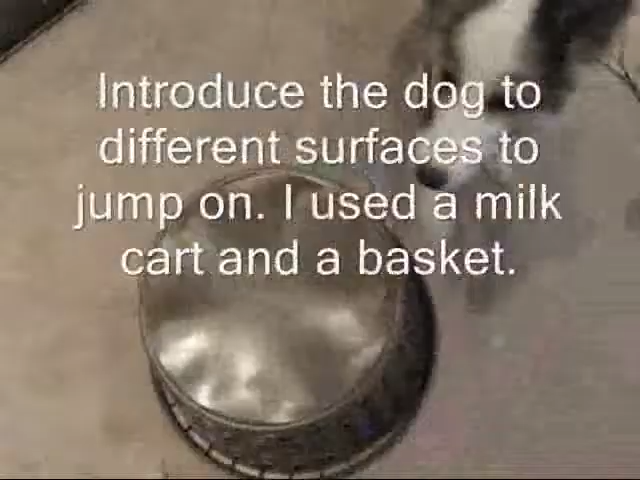 Introduce the dog to
different surfaces to
jump on. I used a milk
cart and a basket.